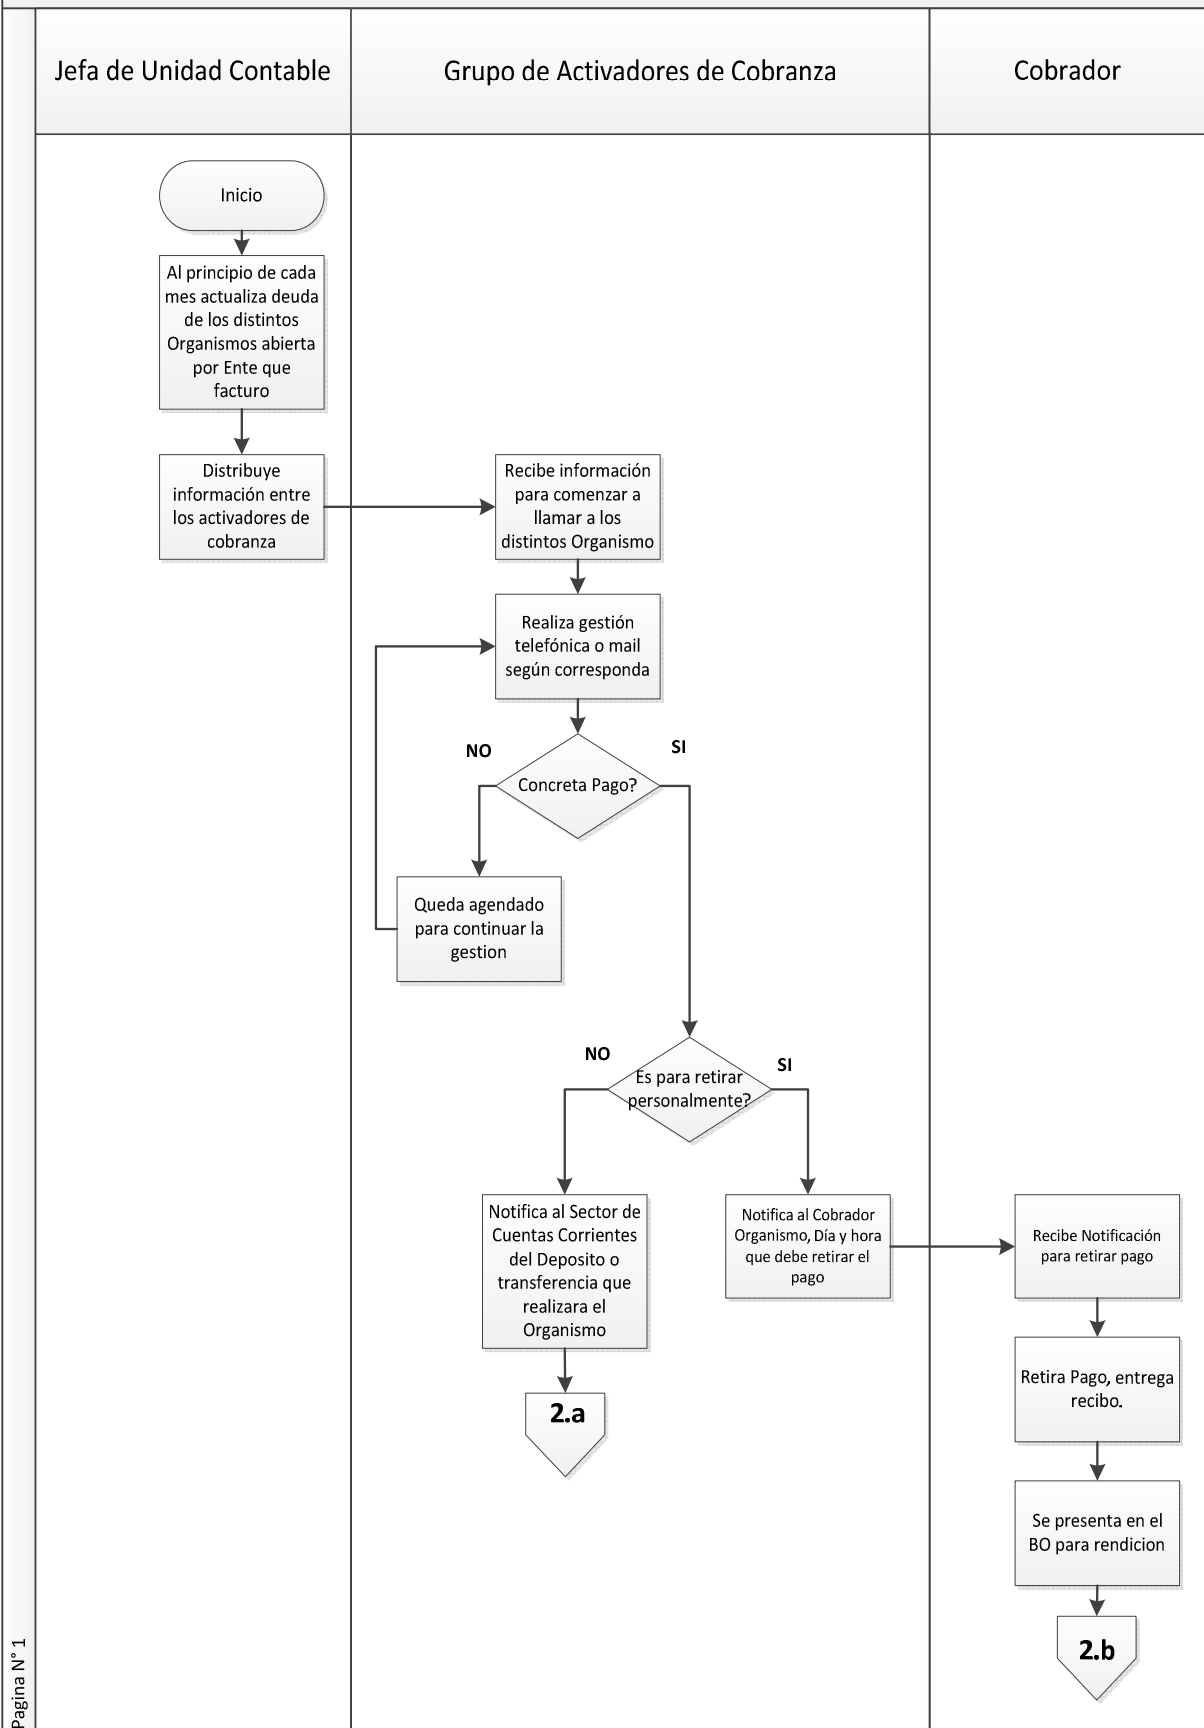 Jefa de Unidad Contable
Grupo de Activadores de Cobranza
Cobrador
Inicio
Al principio de cada
mes actualiza deuda
de los distintos
Organismos abierta
por Ente que
facturo
Distribuye
información entre
los activadores de
cobranza
Recibe información
para comenzar a
llamar a los
distintos Organismo
Realiza gestión
telefónica o mail
según corresponda
NO
SI
Concreta Pago?
Queda agendado
para continuar la
gestion
NO
SI
Es para retirar
personalmente?
Notifica al Sector de
Cuentas Corrientes
del Deposito o
transferencia que
realizara el
Organismo
Notifica al Cobrador
Organismo, Día y hora
que debe retirar el
pago
Recibe Notificación
para retirar pago
Retira Pago, entrega
recibo.
2.a
Se presenta en el
BO para rendicion
2.b
Pagina N° 1